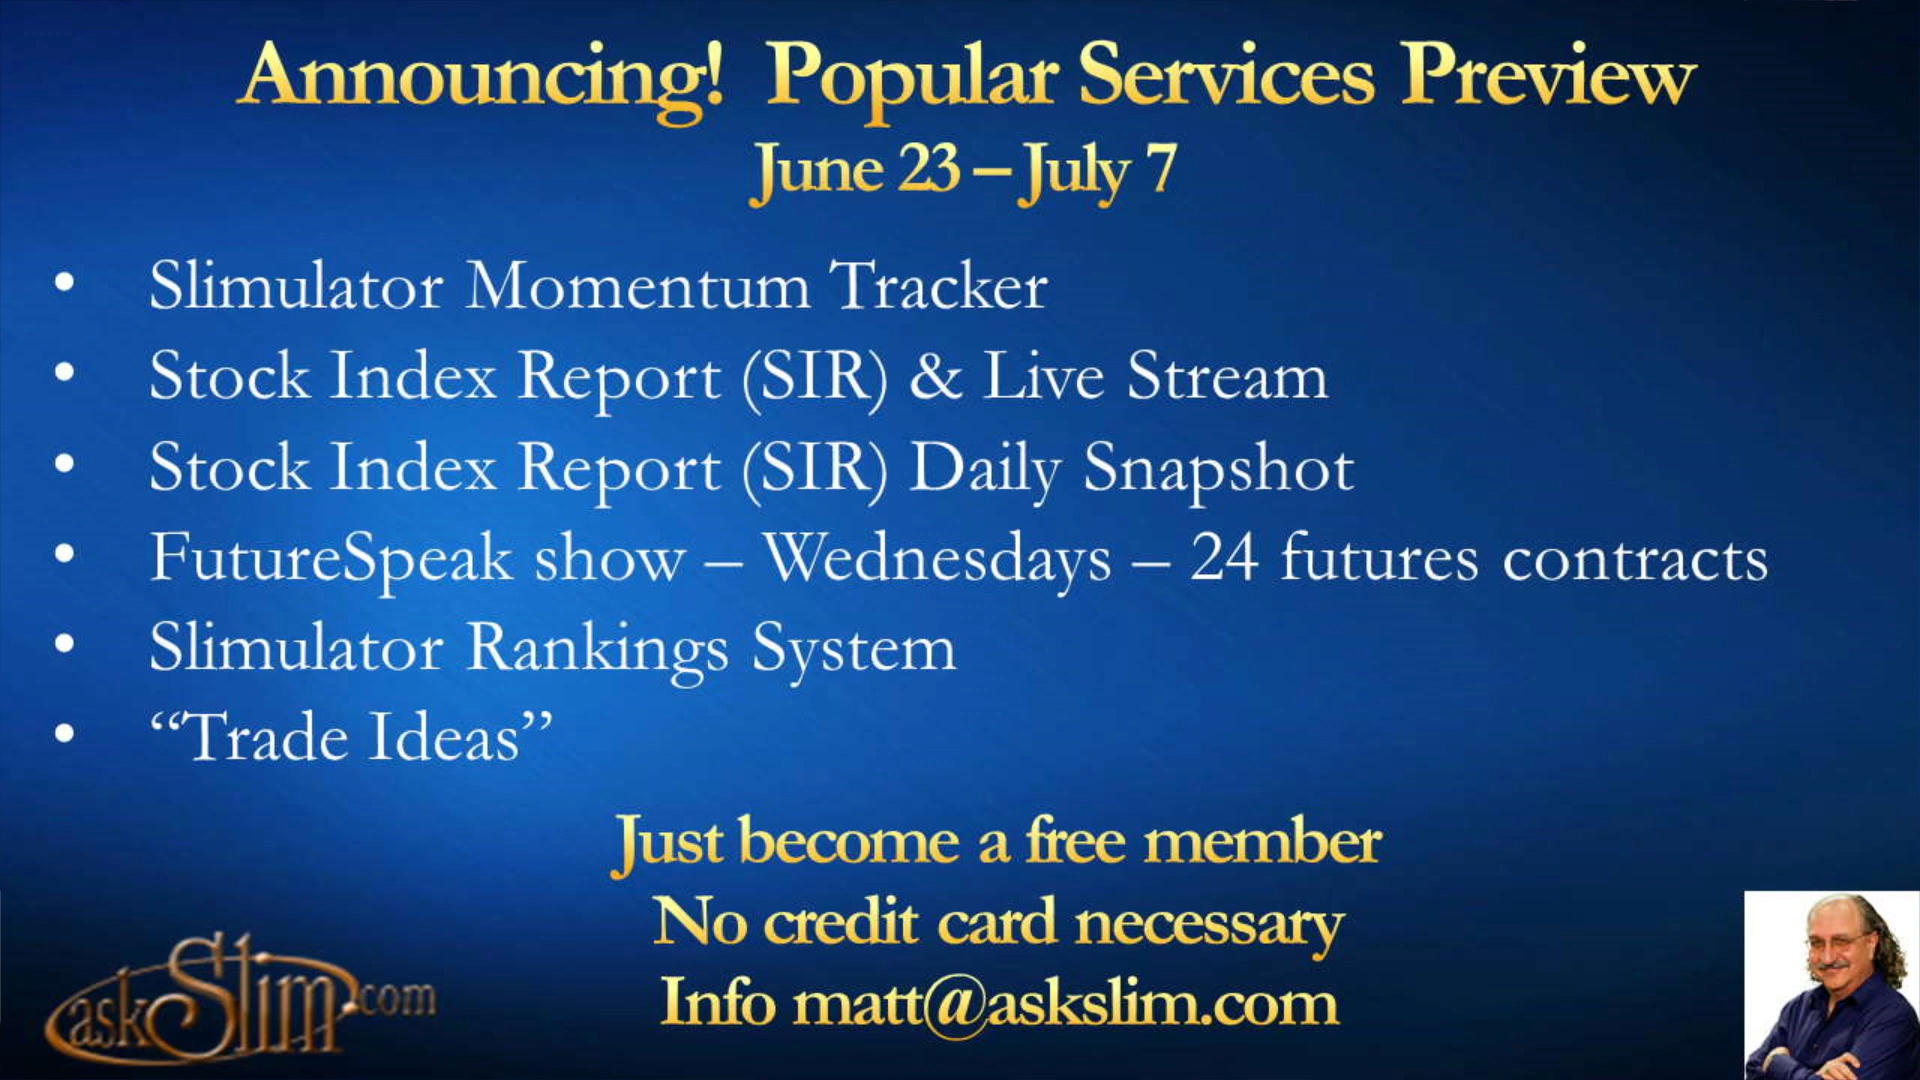 Announcing! Popular Services Preview
June 23 – July 7
• Slimulator Momentum Tracker
• Stock Index Report (SIR) & Live Stream
• Stock Index Report (SIR) Daily Snapshot
• FutureSpeak show – Wednesdays – 24 futures contracts
• Slimulator Rankings System
• “Trade Ideas”
Just become a free member
No credit card necessary
Info matt@askslim.com
askSlim.com